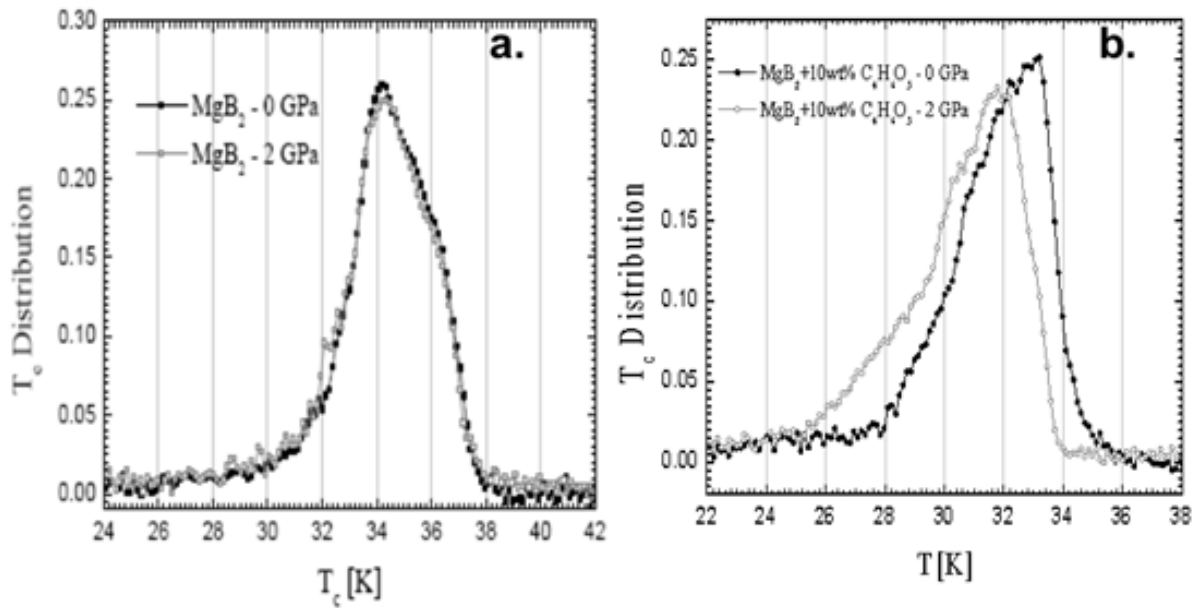 a.
MgB2 - 0 GPa
MgB2 - 2 GPa
Tc Distribution
0.30
0.25
0.20
0.15
0.10
0.05
0.00
24 26 28 30 32 34 36 38 40 42
Tc [K]
b.
MgB2+10wt% C4H6O5 - 0 GPa
MgB2+10wt% C4H6O5 - 2 GPa
Tc Distribution
0.25
0.20
0.15
0.10
0.05
0.00
22 24 26 28 30 32 34 36 38
T [K]